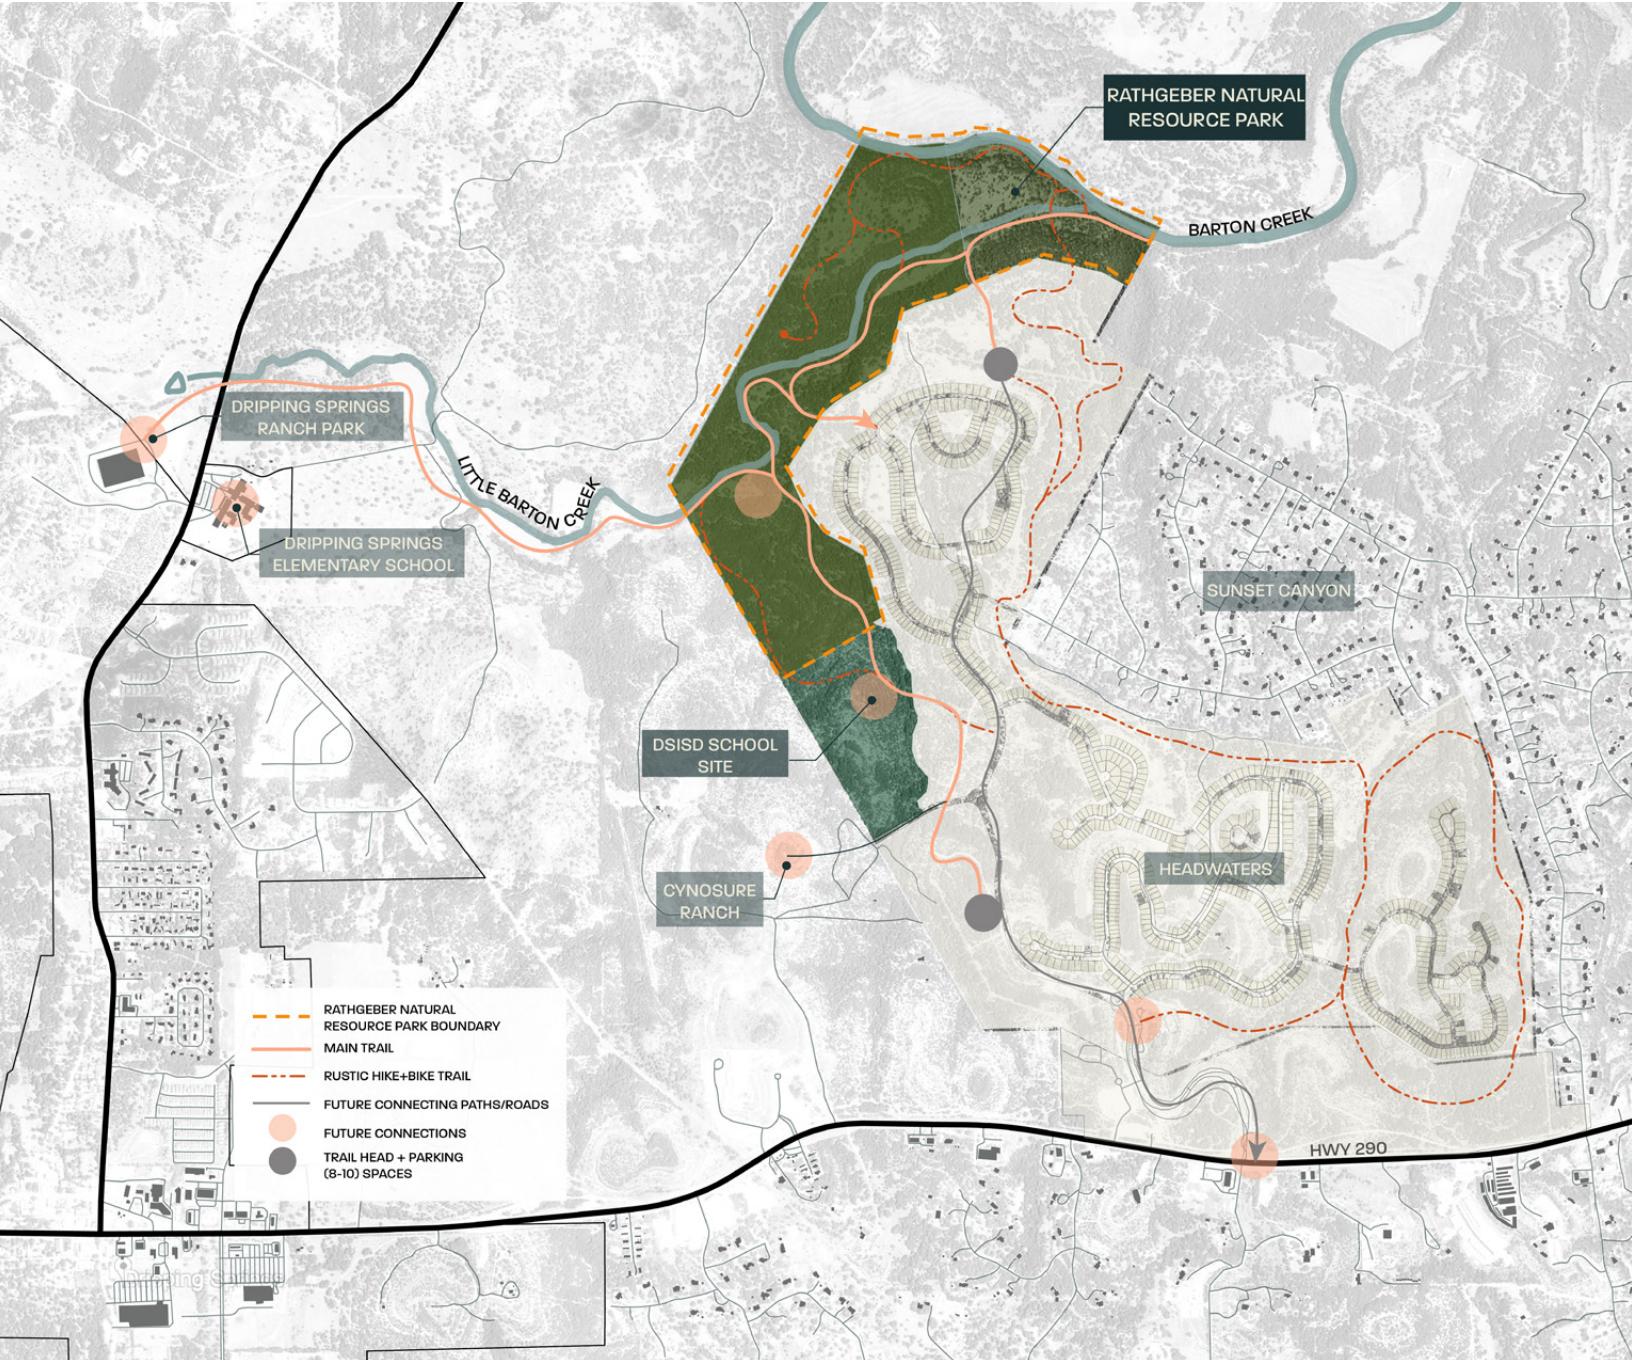 RATHGEBER NATURAL
RESOURCE PARK
BARTON CREEK
DRIPPING SPRINGS
RANCH PARK
LITTLE BARTON CREEK
DRIPPING SPRINGS
ELEMENTARY SCHOOL
SUNSET CANYON
DSISD SCHOOL
SITE
HEADWATERS
CYNOSURE
RANCH
RATHGEBER NATURAL
RESOURCE PARK BOUNDARY
MAIN TRAIL
RUSTIC HIKE+BIKE TRAIL
FUTURE CONNECTING PATHS/ROADS
FUTURE CONNECTIONS
TRAIL HEAD + PARKING
(8-10) SPACES
HWY 290